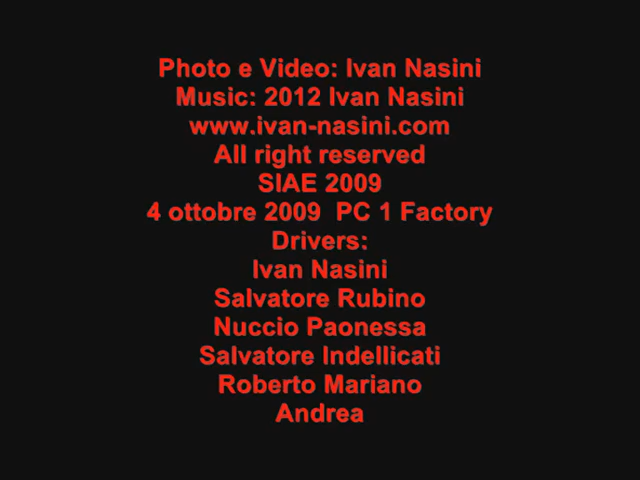 Photo e Video: Ivan Nasini
Music: 2012 Ivan Nasini
www.ivan-nasini.com
All right reserved
SIAE 2009
4 ottobre 2009 PC 1 Factory
Drivers:
Ivan Nasini
Salvatore Rubino
Nuccio Paonessa
Salvatore Indellicati
Roberto Mariano
Andrea